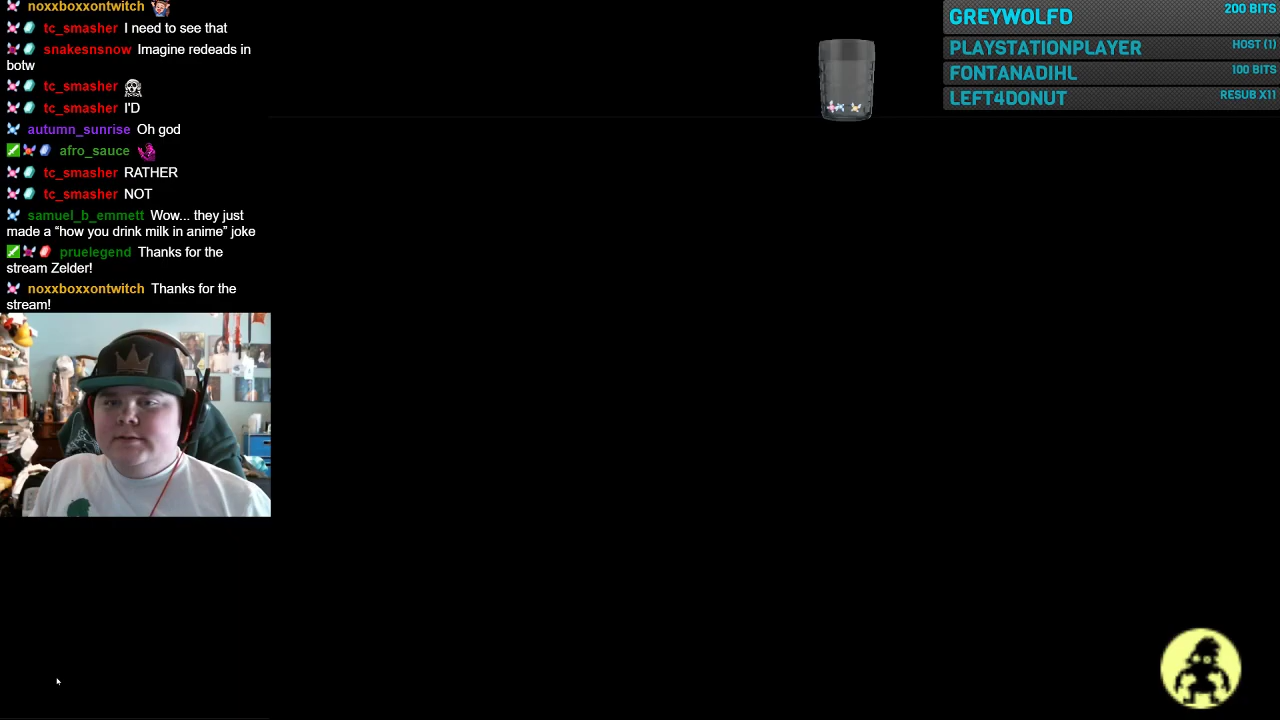 noxxboxxontwitch
tc_smasher I need to see that
snakesnsnow Imagine redeads in
botw
tc_smasher
tc_smasher I'D
autumn_sunrise Oh god
afro_sauce
tc_smasher RATHER
tc_smasher NOT
samuel_b_emmett Wow... they just
made a “how you drink milk in anime” joke
pruelegend Thanks for the
stream Zelder!
noxxboxxontwitch Thanks for the
stream!
GREYWOLFD 200 BITS
PLAYSTATIONPLAYER HOST (1)
FONTANADIHL 100 BITS
LEFT4DONUT RESUB X11